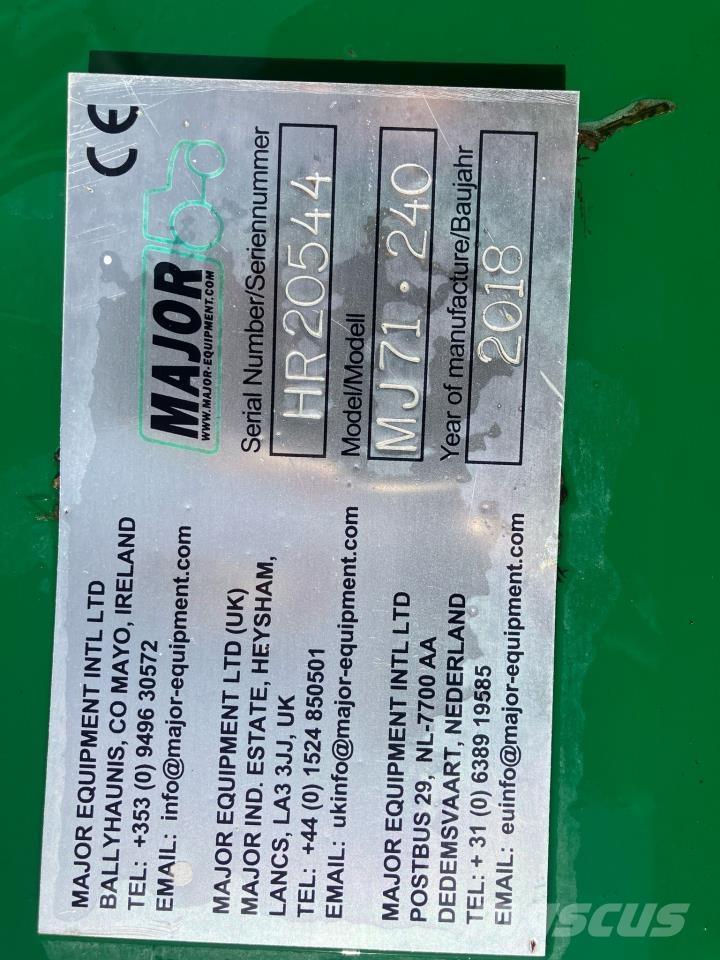 CE
MAJOR
WWW.MAJOR-EQUIPMENT.COM
Serial Number/Seriennummer
HR20544
Model/Modell
MJ71·240
Year of manufacture/Baujahr
2018
MAJOR EQUIPMENT INTL LTD
BALLYHAUNIS, CO MAYO, IRELAND
TEL: +353 (0) 9496 30572
EMAIL: info@major-equipment.com
MAJOR EQUIPMENT LTD (UK)
MAJOR IND. ESTATE, HEYSHAM,
LANCS, LA3 3JJ, UK
TEL: +44 (0) 1524 850501
EMAIL: ukinfo@major-equipment.com
MAJOR EQUIPMENT INTL LTD
POSTBUS 29, NL-7700 AA
DEDEMSVAART, NEDERLAND
TEL: + 31 (0) 6389 19585
EMAIL: euinfo@major-equipment.com